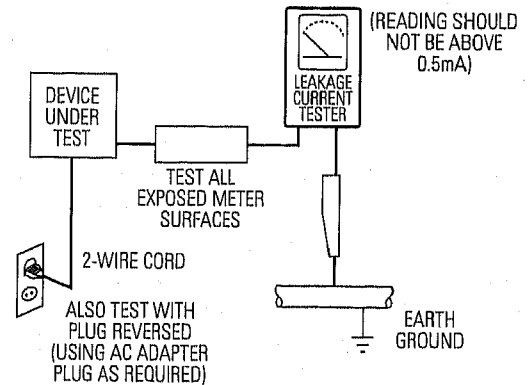 (READING SHOULD
NOT BE ABOVE
0.5mA)
LEAKAGE
CURRENT
TESTER
DEVICE
UNDER
TEST
TEST ALL
EXPOSED METER
SURFACES
2-WIRE CORD
ALSO TEST WITH
PLUG REVERSED
(USING AC ADAPTER
PLUG AS REQUIRED)
EARTH
GROUND